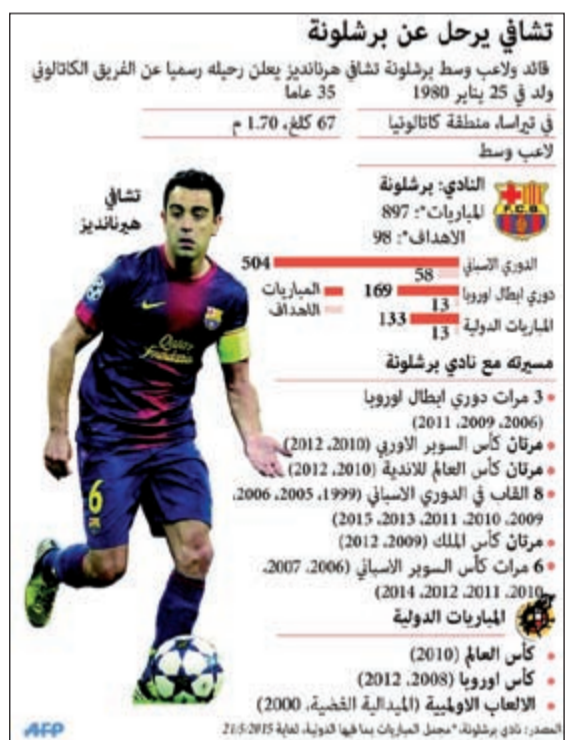 تشافي يرحل عن برشلونة
قائد ولاعب وسط برشلونة تشافي هرنانديز يعلن رحيله رسميا عن الفريق الكاتالوني
ولد في 25 يناير 1980
35 عاما
في تيراسا، منطقة كاتالونيا
67 كلغ، 1.70 م
لاعب وسط
تشافي
هيرنانديز
النادي: برشلونة
المباريات*: 897
الاهداف*: 98
F.C.B.
الدوري الاسباني 504
58
دوري ابطال اوروبا 169
13
المباريات الدولية 133
13
المباريات
الاهداف
مسيرته مع نادي برشلونة
• 3 مرات دوري ابطال اوروبا
(2006، 2009، 2011)
• مرتان كأس السوبر الاوربي (2010، 2012)
• مرتان كأس العالم للاندية (2010، 2012)
• 8 القاب في الدوري الاسباني (1999، 2005، 2006،
2009، 2010، 2011، 2013، 2015)
• مرتان كأس الملك (2009، 2012)
• 6 مرات كأس السوبر الاسباني (2006، 2007،
2010، 2011، 2012، 2014)
المباريات الدولية
• كأس العالم (2010)
• كأس اوروبا (2008، 2012)
• الالعاب الاولمبية (الميدالية الفضية، 2000)
المصدر: نادي برشلونة، *مجمل المباريات بما فيها الدولية، لغاية 21/5/2015
AFP
Qatar
Foundation
6